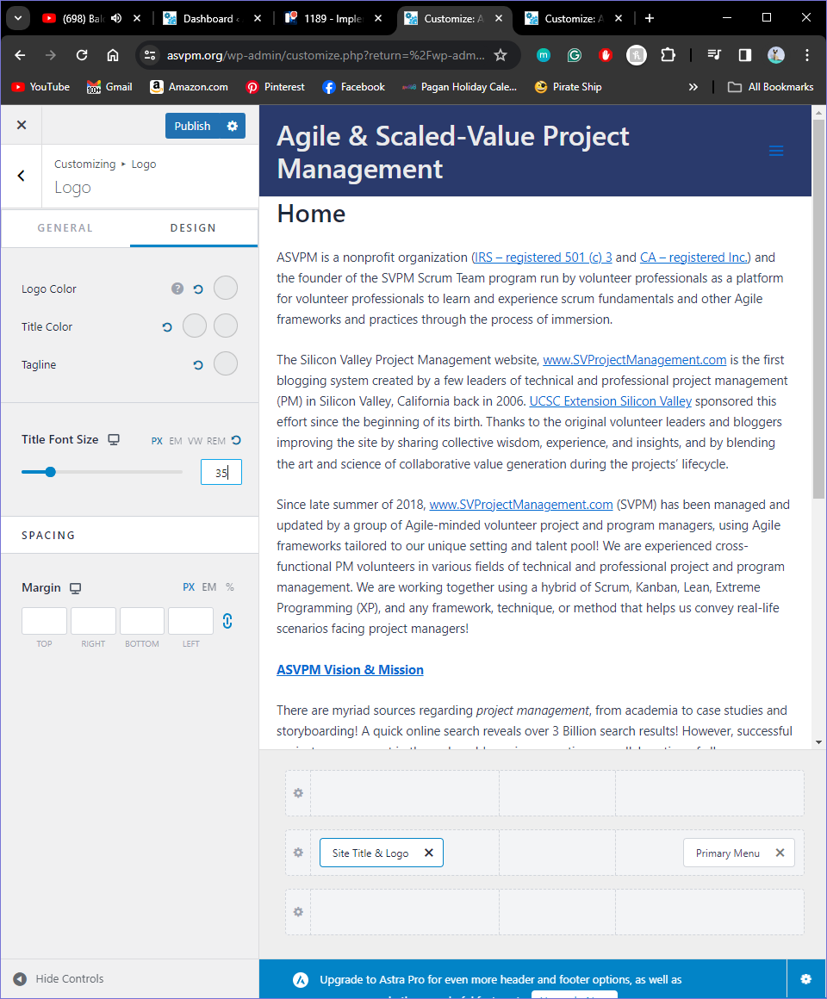 (698) Bal
Dashboard
1189 - Imple
Customize: A
Customize: A
asvpm.org/wp-admin/customize.php?return=%2Fwp-adm...
YouTube
Gmail
Amazon.com
Pinterest
Facebook
Pagan Holiday Cale...
Pirate Ship
All Bookmarks
Publish
Customizing ▸ Logo
Logo
GENERAL
DESIGN
Logo Color
Title Color
Tagline
Title Font Size
PX EM VW REM
35
SPACING
Margin
PX EM %
TOP RIGHT BOTTOM LEFT
Hide Controls
Agile & Scaled-Value Project
Management
Home
ASVPM is a nonprofit organization (IRS – registered 501 (c) 3 and CA – registered Inc.) and
the founder of the SVPM Scrum Team program run by volunteer professionals as a platform
for volunteer professionals to learn and experience scrum fundamentals and other Agile
frameworks and practices through the process of immersion.
The Silicon Valley Project Management website, www.SVProjectManagement.com is the first
blogging system created by a few leaders of technical and professional project management
(PM) in Silicon Valley, California back in 2006. UCSC Extension Silicon Valley sponsored this
effort since the beginning of its birth. Thanks to the original volunteer leaders and bloggers
improving the site by sharing collective wisdom, experience, and insights, and by blending
the art and science of collaborative value generation during the projects’ lifecycle.
Since late summer of 2018, www.SVProjectManagement.com (SVPM) has been managed and
updated by a group of Agile-minded volunteer project and program managers, using Agile
frameworks tailored to our unique setting and talent pool! We are experienced cross-
functional PM volunteers in various fields of technical and professional project and program
management. We are working together using a hybrid of Scrum, Kanban, Lean, Extreme
Programming (XP), and any framework, technique, or method that helps us convey real-life
scenarios facing project managers!
ASVPM Vision & Mission
There are myriad sources regarding project management, from academia to case studies and
storyboarding! A quick online search reveals over 3 Billion search results! However, successful
Site Title & Logo
Primary Menu
Upgrade to Astra Pro for even more header and footer options, as well as